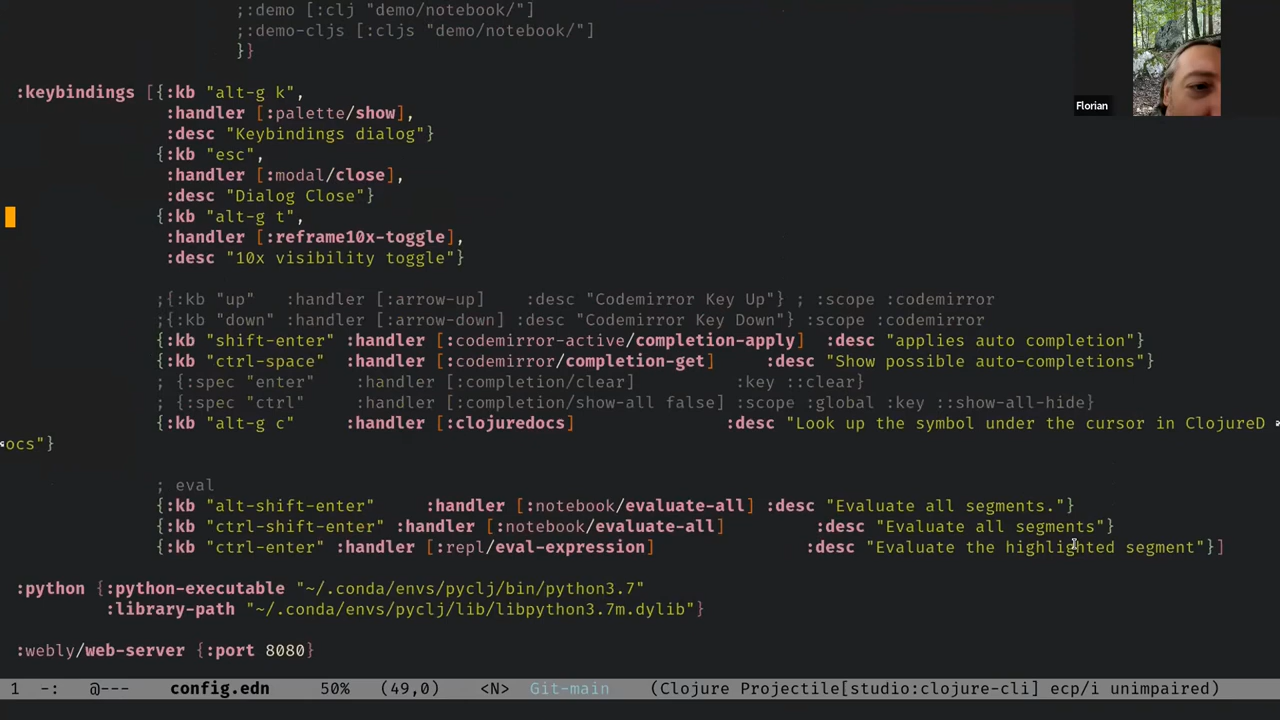 ;:demo [:clj "demo/notebook/"]
;:demo-cljs [:cljs "demo/notebook/"]
}}
:keybindings [{:kb "alt-g k",
:handler [:palette/show],
:desc "Keybindings dialog"}
{:kb "esc",
:handler [:modal/close],
:desc "Dialog Close"}
{:kb "alt-g t",
:handler [:reframe10x-toggle],
:desc "10x visibility toggle"}
;{:kb "up"   :handler [:arrow-up]    :desc "Codemirror Key Up"} ; :scope :codemirror
;{:kb "down" :handler [:arrow-down] :desc "Codemirror Key Down"} :scope :codemirror
{:kb "shift-enter" :handler [:codemirror-active/completion-apply]  :desc "applies auto completion"}
{:kb "ctrl-space"  :handler [:codemirror/completion-get]     :desc "Show possible auto-completions"}
; {:spec "enter"    :handler [:completion/clear]          :key ::clear}
; {:spec "ctrl"     :handler [:completion/show-all false] :scope :global :key ::show-all-hide}
{:kb "alt-g c"     :handler [:clojuredocs]               :desc "Look up the symbol under the cursor in ClojureD
ocs"}
; eval
{:kb "alt-shift-enter"     :handler [:notebook/evaluate-all] :desc "Evaluate all segments."}
{:kb "ctrl-shift-enter" :handler [:notebook/evaluate-all]         :desc "Evaluate all segments"}
{:kb "ctrl-enter" :handler [:repl/eval-expression]               :desc "Evaluate the highlighted segment"}]
:python {:python-executable "~/.conda/envs/pyclj/bin/python3.7"
:library-path "~/.conda/envs/pyclj/lib/libpython3.7m.dylib"}
:webly/web-server {:port 8080}
1 -: @--- config.edn 50% (49,0) <N> Git-main (Clojure Projectile[studio:clojure-cli] ecp/i unimpaired)
Florian